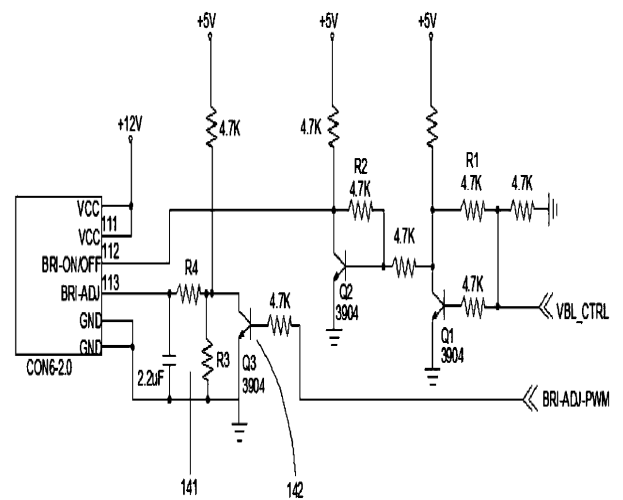 +5V +5V +5V
+12V
4.7K 4.7K
R2 R1
4.7K 4.7K 4.7K
VCC
111
VCC
112
BRI-ON/OFF
4.7K
113
BRI-ADJ
R4
4.7K
Q2
3904
VBL_CTRL
GND
4.7K
Q1
3904
GND
R3
CON6-2.0
2.2uF
Q3
3904
BRI-ADJ-PWM
141
142